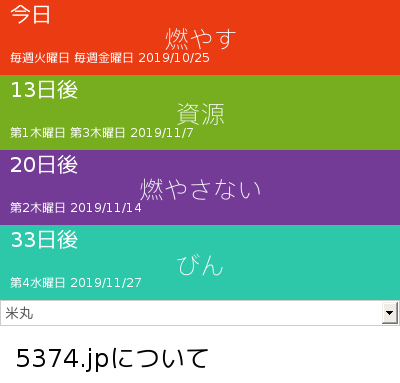 今日
燃やす
毎週火曜日 毎週金曜日 2019/10/25
13日後
資源
第1木曜日 第3木曜日 2019/11/7
20日後
燃やさない
第2木曜日 2019/11/14
33日後
びん
第4水曜日 2019/11/27
米丸
5374.jpについて